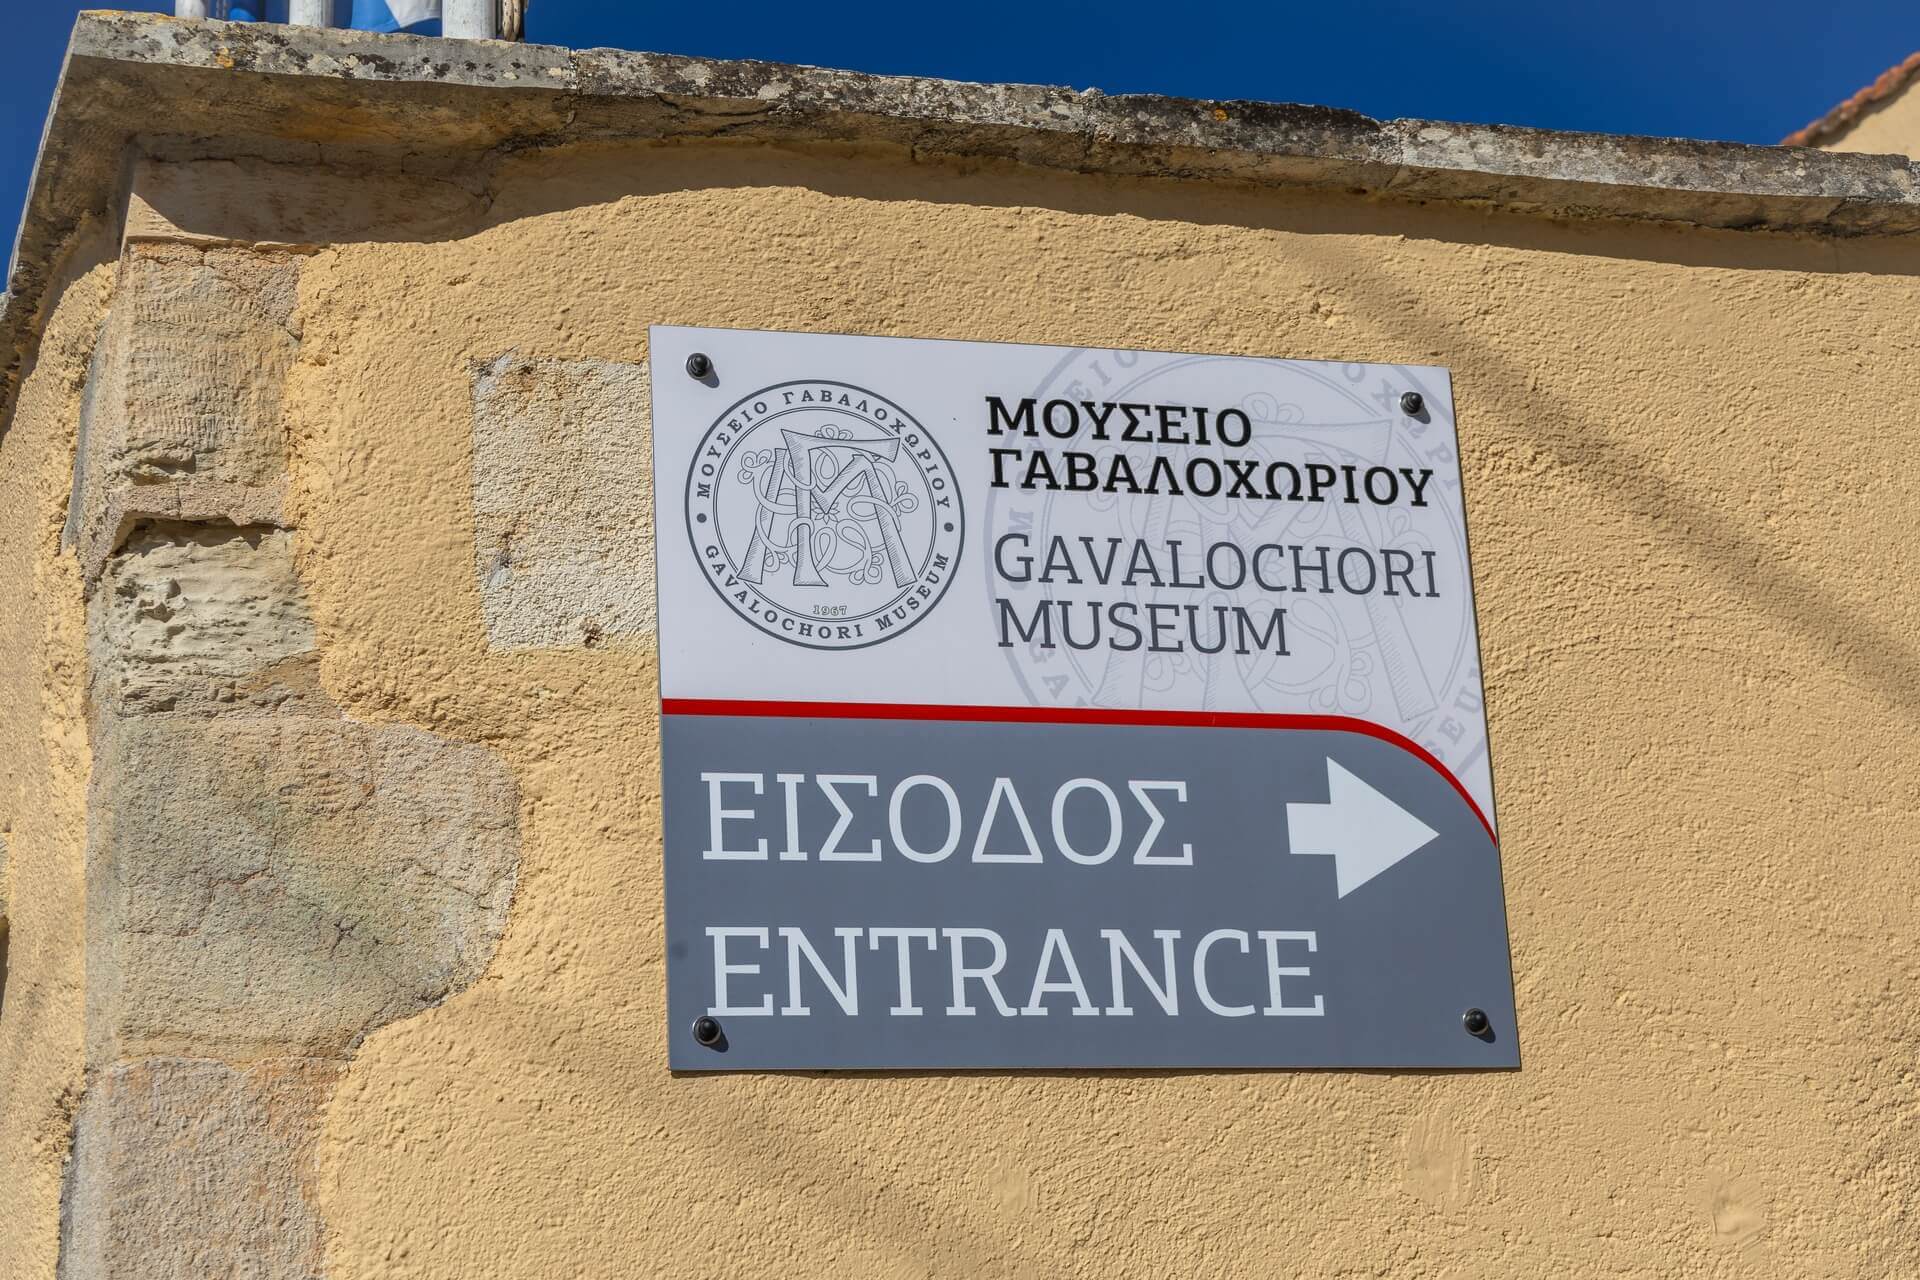 ΜΟΥΣΕΙΟ ΓΑΒΑΛΟΧΩΡΙΟΥ
GAVALOCHORI MUSEUM
1967
ΜΟΥΣΕΙΟ
ΓΑΒΑΛΟΧΩΡΙΟΥ
GAVALOCHORI
MUSEUM
ΕΙΣΟΔΟΣ
ENTRANCE